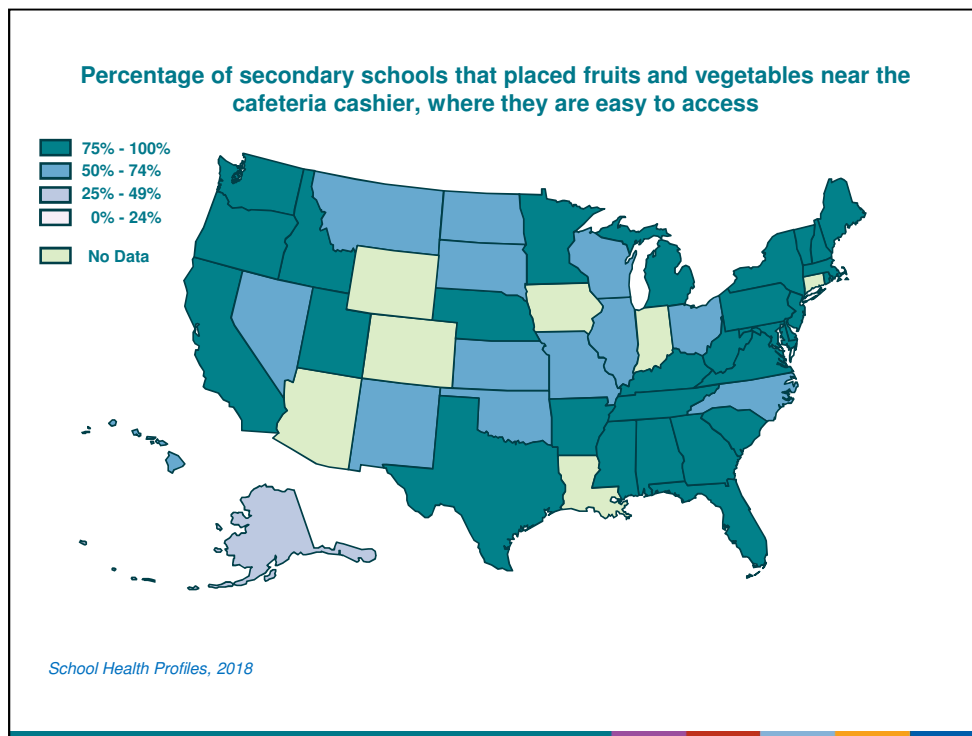 Percentage of secondary schools that placed fruits and vegetables near the
cafeteria cashier, where they are easy to access
75% - 100%
50% - 74%
25% - 49%
0% - 24%
No Data
School Health Profiles, 2018